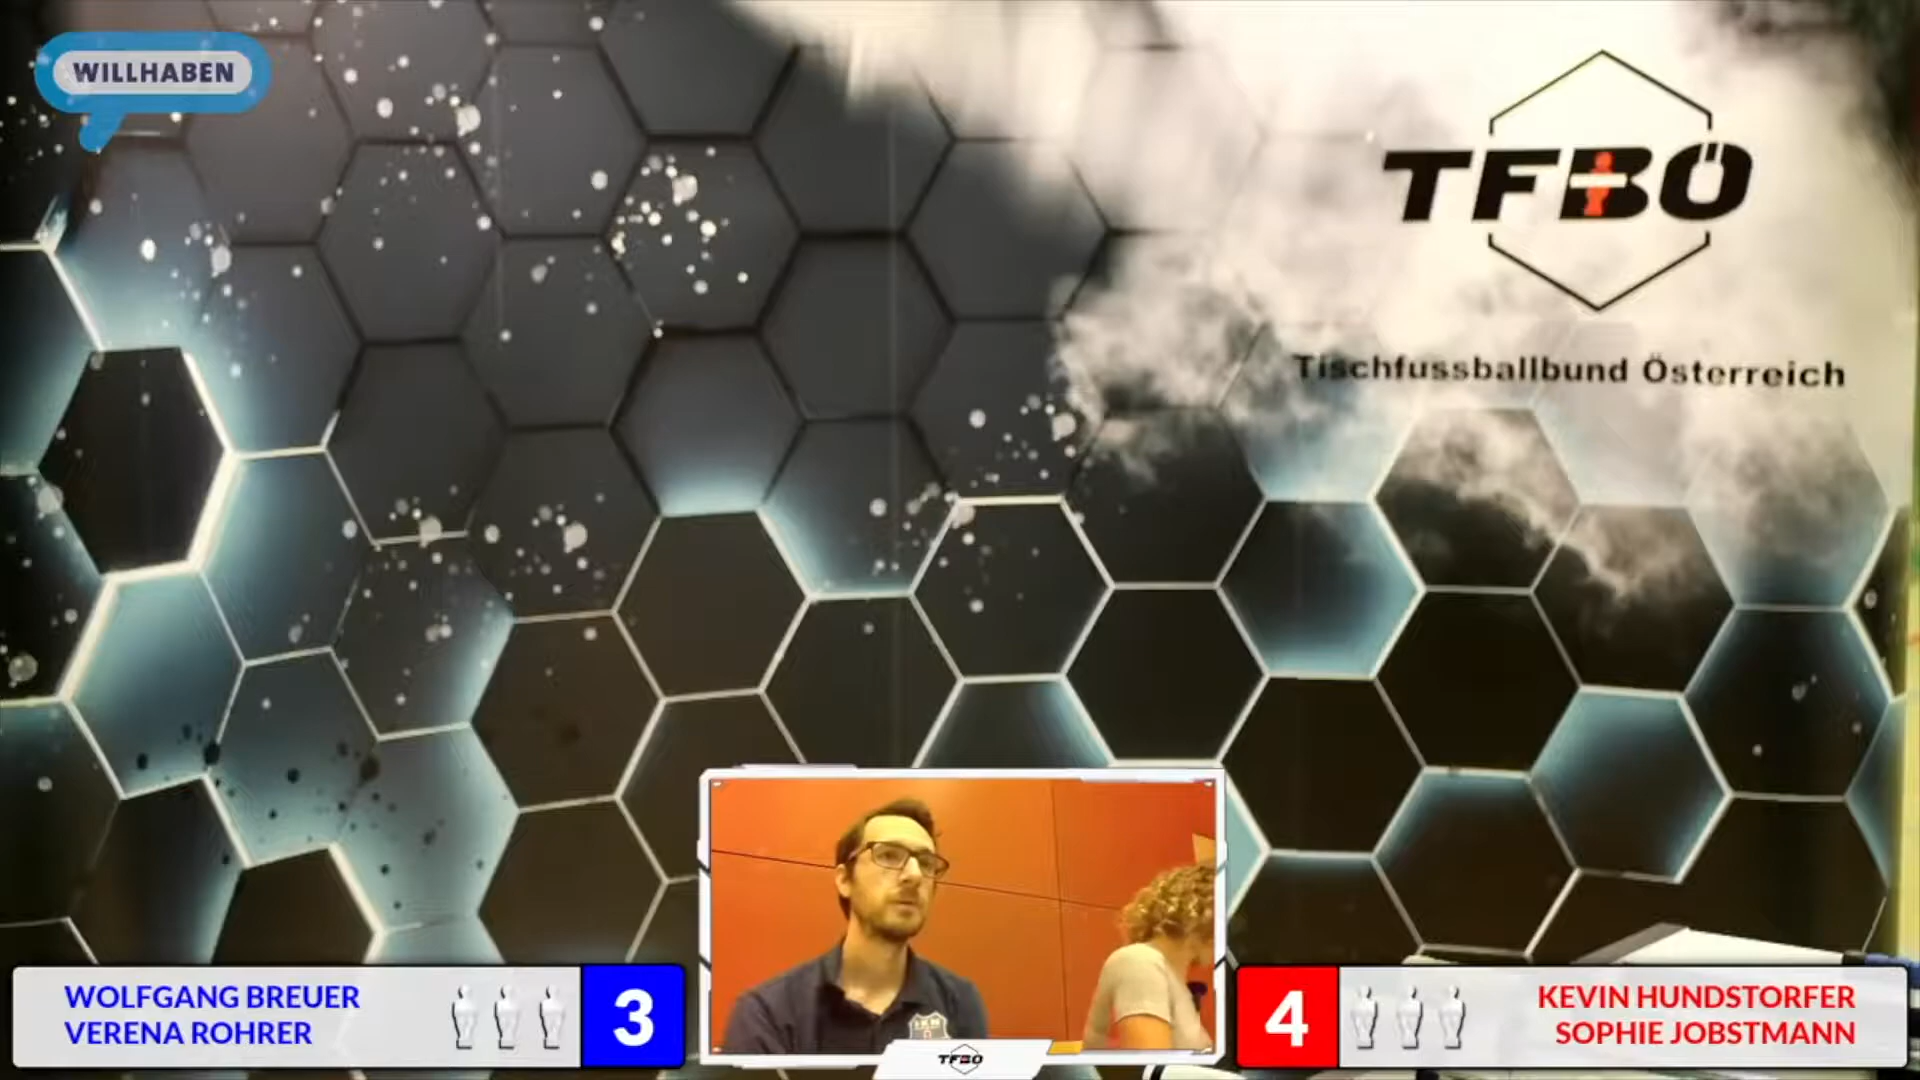 WILLHABEN
TFBÖ
Tischfussballbund Österreich
WOLFGANG BREUER
VERENA ROHRER
3
4
KEVIN HUNDSTORFER
SOPHIE JOBSTMANN
TFBÖ